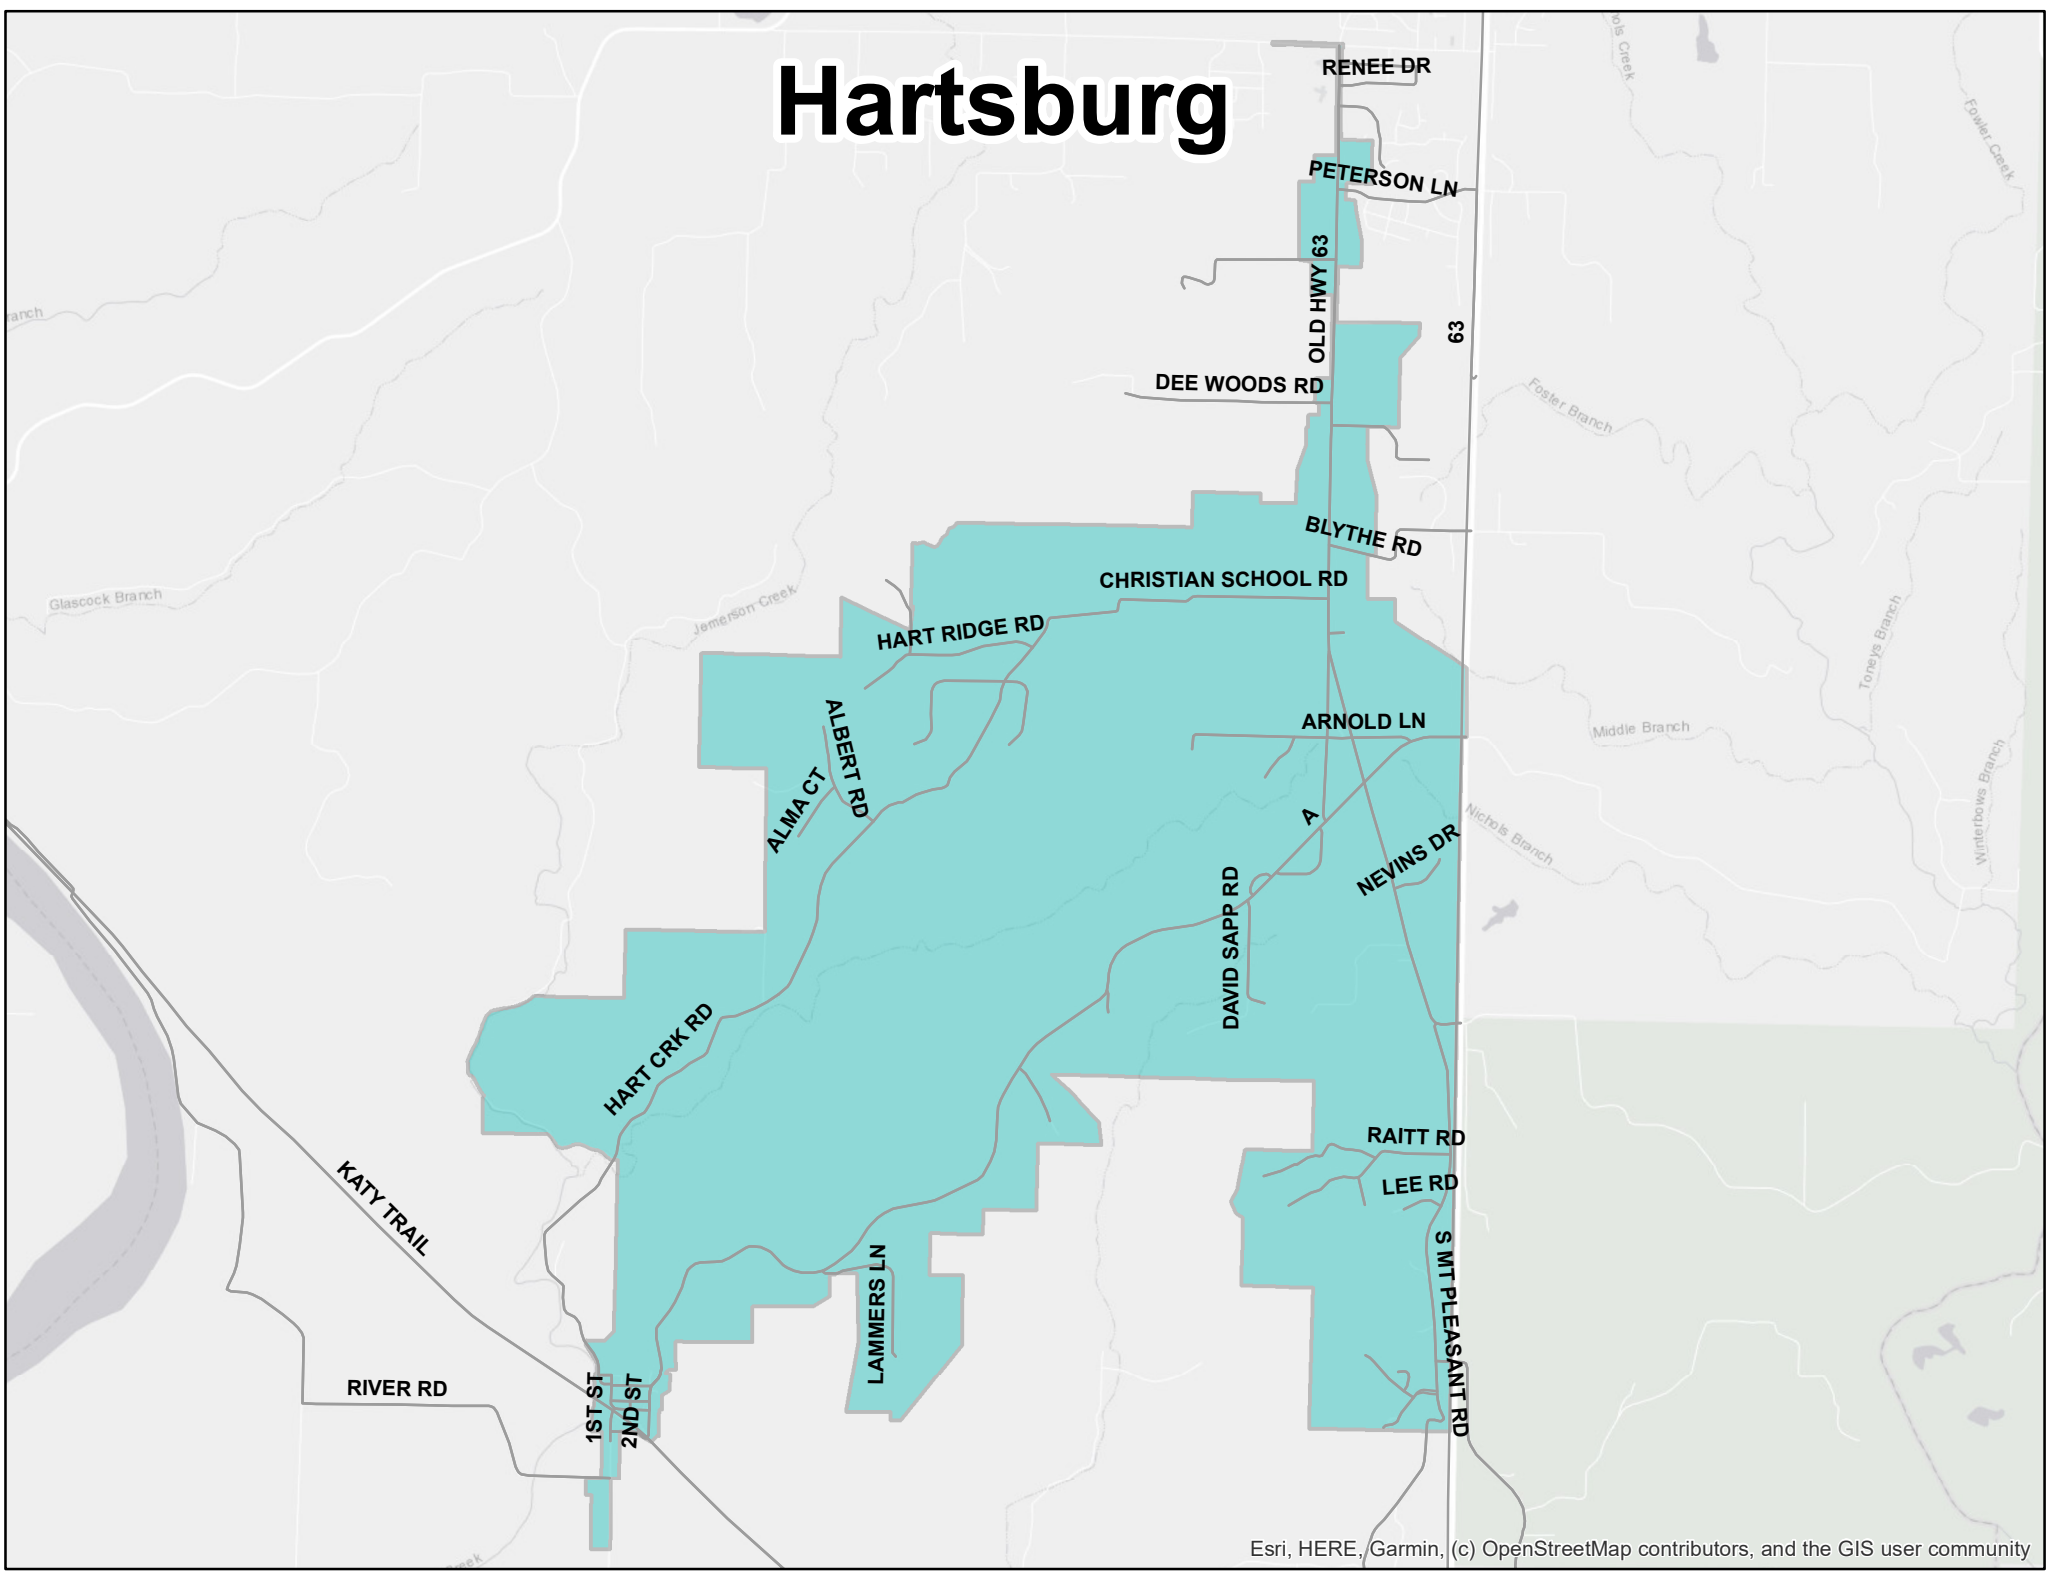 Hartsburg
RENEE DR
PETERSON LN
OLD HWY 63
63
DEE WOODS RD
BLYTHE RD
CHRISTIAN SCHOOL RD
HART RIDGE RD
ALBERT RD
ALMA CT
ARNOLD LN
A
NEVINS DR
DAVID SAPP RD
HART CRK RD
RAITT RD
LEE RD
S MT PLEASANT RD
KATY TRAIL
LAMMERS LN
RIVER RD
1ST ST
2ND ST
Fowler Creek
Foster Branch
Glascock Branch
Jemerson Creek
Toneys Branch
Middle Branch
Winterbows Branch
Nichols Branch
Creek
Esri, HERE, Garmin, (c) OpenStreetMap contributors, and the GIS user community